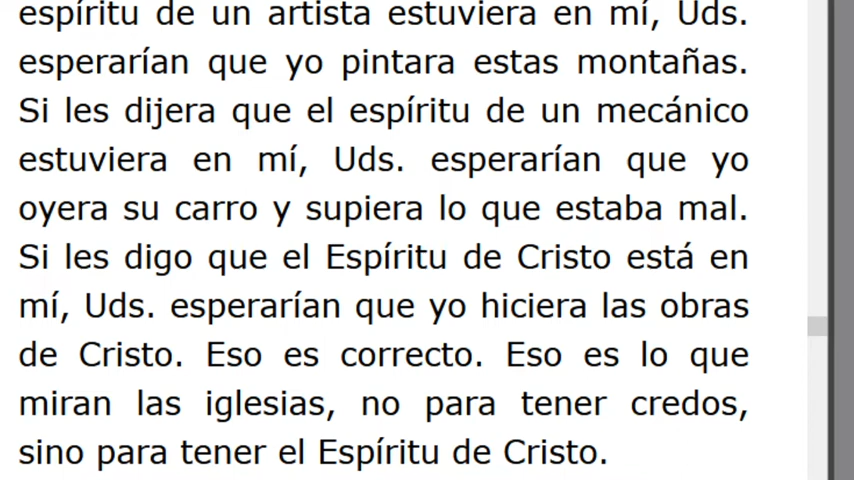 espíritu de un artista estuviera en mí, Uds.
esperarían que yo pintara estas montañas.
Si les dijera que el espíritu de un mecánico
estuviera en mí, Uds. esperarían que yo
oyera su carro y supiera lo que estaba mal.
Si les digo que el Espíritu de Cristo está en
mí, Uds. esperarían que yo hiciera las obras
de Cristo. Eso es correcto. Eso es lo que
miran las iglesias, no para tener credos,
sino para tener el Espíritu de Cristo.